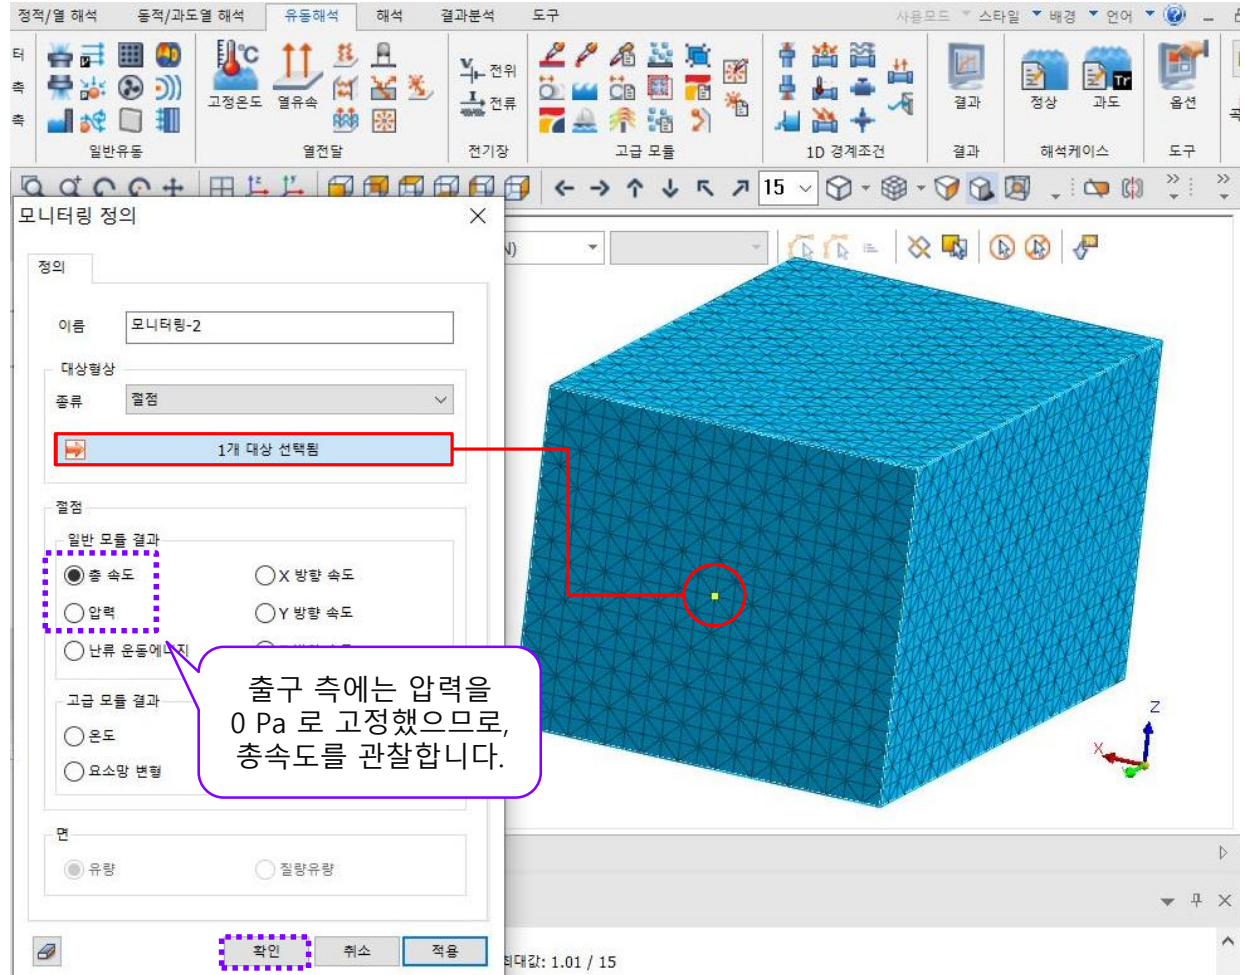 정적/열 해석 동적/과도열 해석 유동해석 해석 결과분석 도구 사용모드 스타일 배경 언어
터
측
측
고정온도 열유속 전위 전류 결과 정상 과도 Tr 옵션
일반유동 열전달 전기장 고급 모듈 1D 경계조건 결과 해석케이스 도구
15
모니터링 정의
정의
이름 모니터링-2
대상형상
종류 절점
1개 대상 선택됨
절점
일반 모듈 결과
총 속도 X 방향 속도
압력 Y 방향 속도
난류 운동에너지
출구 측에는 압력을
0 Pa 로 고정했으므로,
총속도를 관찰합니다.
고급 모듈 결과
온도
요소망 변형
면
유량 질량유량
확인 취소 적용
Z
X
최대값: 1.01 / 15